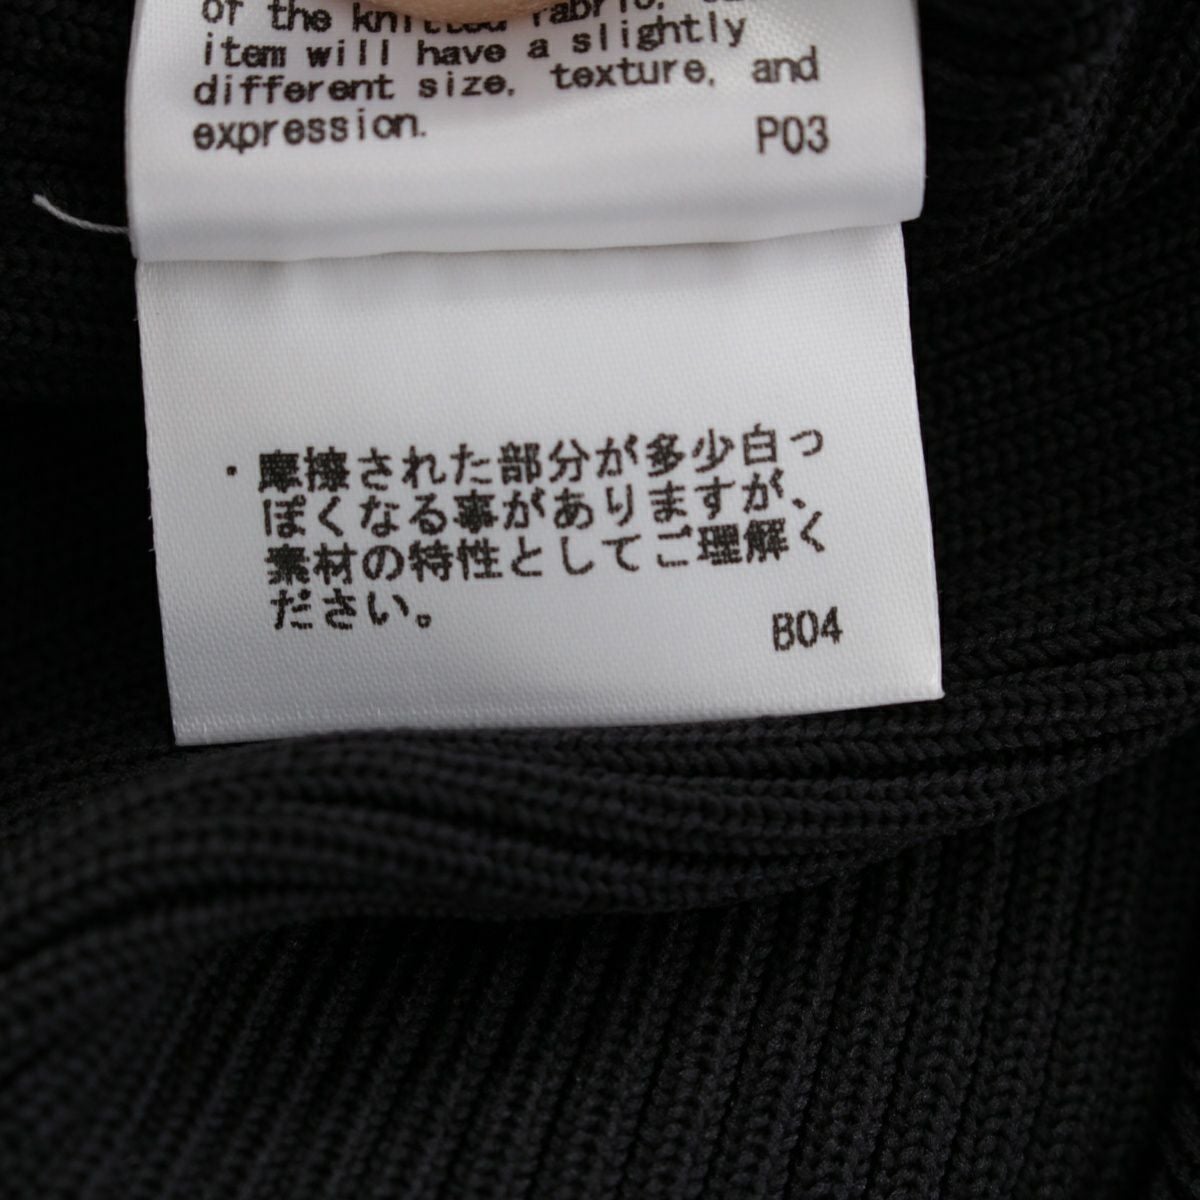 of the knitted fabric,
item will have a slightly
different size, texture, and
expression.
P03
・摩擦された部分が多少白っ
ぽくなる事がありますが、
素材の特性としてご理解く
ださい。
B04